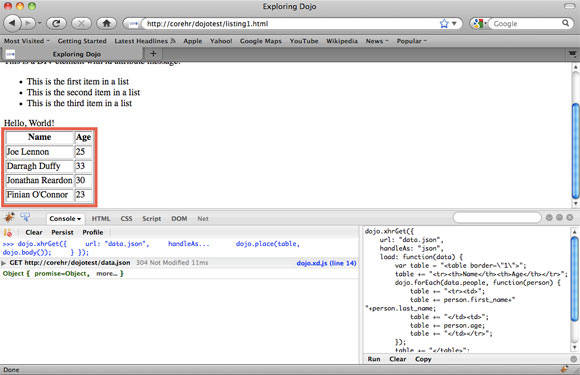 Exploring Dojo
http://corehr/dojotest/listing1.html
Google
Most Visited
Getting Started
Latest Headlines
Apple
Yahoo!
Google Maps
YouTube
Wikipedia
News
Popular
Exploring Dojo
This is a DIV element with id attribute message.
This is the first item in a list
This is the second item in a list
This is the third item in a list
Hello, World!
Name Age
Joe Lennon 25
Darragh Duffy 33
Jonathan Reardon 30
Finian O'Connor 23
Console HTML CSS Script DOM Net
Clear Persist Profile
>>> dojo.xhrGet({ url: "data.json", handleAs... dojo.place(table,
dojo.body()); } });
GET http://corehr/dojotest/data.json 304 Not Modified 11ms dojo.xd.js (line 14)
Object { promise=Object, more... }
dojo.xhrGet({
url: "data.json",
handleAs: "json",
load: function(data) {
var table = "<table border=\"1\">";
table += "<tr><th>Name</th><th>Age</th></tr>";
dojo.forEach(data.people, function(person) {
table += "<tr><td>";
table += person.first_name+"
"+person.last_name;
table += "</td><td>";
table += person.age;
table += "</td></tr>";
});
table += "</table>";
Run Clear Copy
Done